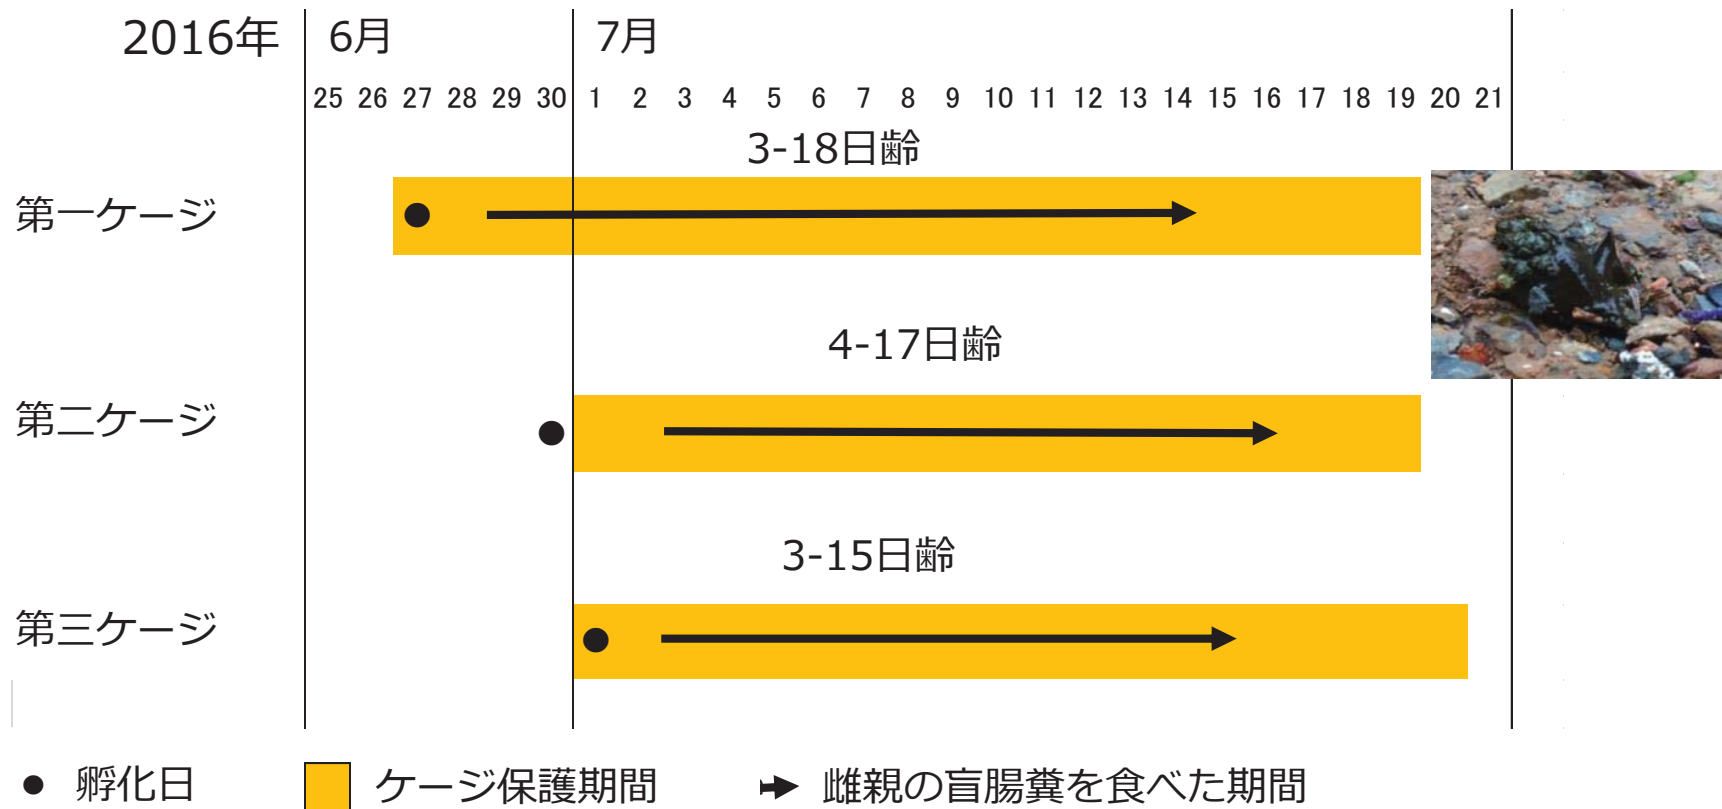 2016年 6月 7月
25 26 27 28 29 30 1 2 3 4 5 6 7 8 9 10 11 12 13 14 15 16 17 18 19 20 21
3-18日齢
第一ケージ
4-17日齢
第二ケージ
3-15日齢
第三ケージ
孵化日 ケージ保護期間 雌親の盲腸糞を食べた期間